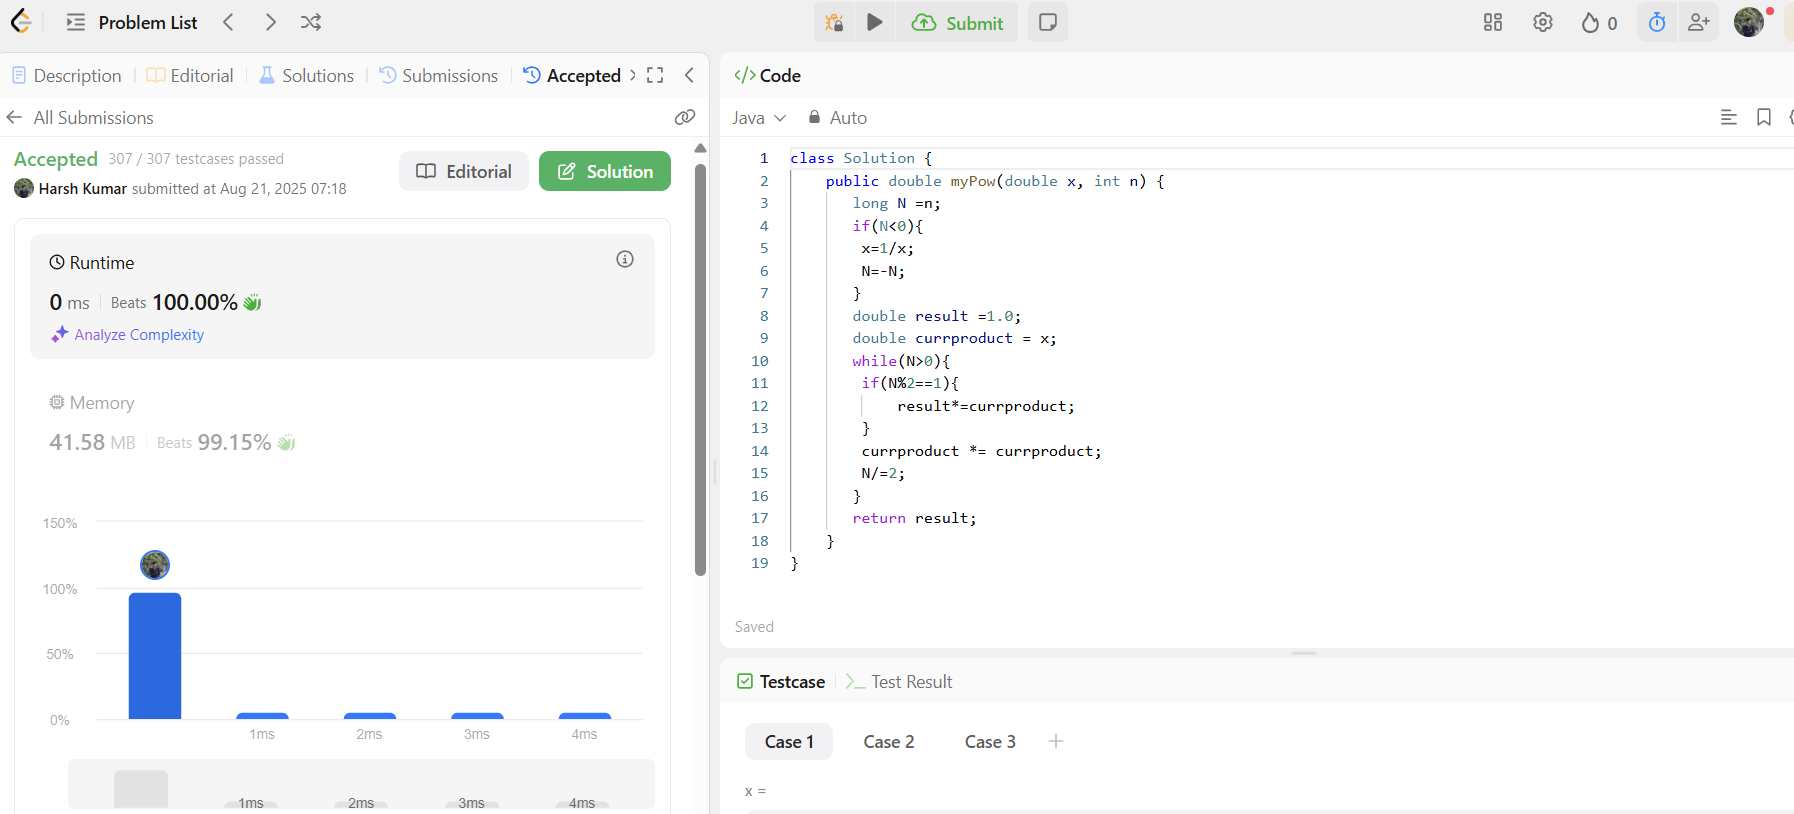 Problem List
Submit
0
Description
Editorial
Solutions
Submissions
Accepted
All Submissions
Accepted 307 / 307 testcases passed
Harsh Kumar submitted at Aug 21, 2025 07:18
Editorial
Solution
Runtime
0 ms Beats 100.00%
Analyze Complexity
Memory
41.58 MB Beats 99.15%
150%
100%
50%
0%
1ms 2ms 3ms 4ms
1ms 2ms 3ms 4ms
</> Code
Java Auto
1 class Solution {
2 public double myPow(double x, int n) {
3 long N =n;
4 if(N<0){
5 x=1/x;
6 N=-N;
7 }
8 double result =1.0;
9 double currproduct = x;
10 while(N>0){
11 if(N%2==1){
12 result*=currproduct;
13 }
14 currproduct *= currproduct;
15 N/=2;
16 }
17 return result;
18 }
19 }
Saved
Testcase
Test Result
Case 1 Case 2 Case 3 +
x =